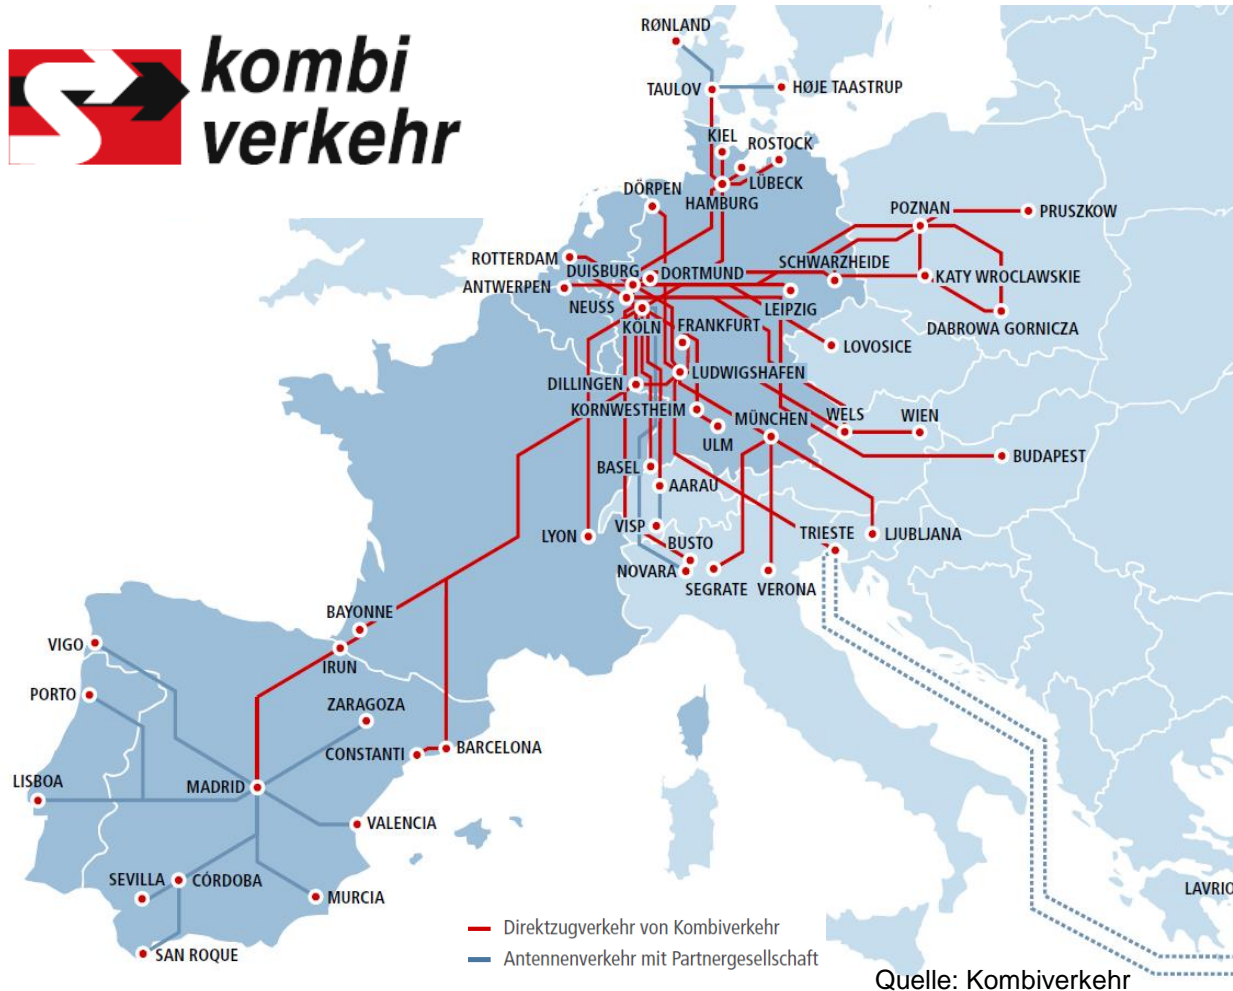 kombi
verkehr
RØNLAND
TAULOV
HØJE TAASTRUP
KIEL
ROSTOCK
LÜBECK
DÖRPEN
HAMBURG
POZNAN
PRUSZKOW
ROTTERDAM
DUISBURG
DORTMUND
SCHWARZHEIDE
ANTWERPEN
KATY WROCLAWSKIE
NEUSS
LEIPZIG
KÖLN
FRANKFURT
DABROWA GORNICZA
LOVOSICE
LUDWIGSHAFEN
DILLINGEN
KORNWESTHEIM
MÜNCHEN
WELS
WIEN
ULM
BASEL
BUDAPEST
AARAU
VISP
LYON
BUSTO
TRIESTE
LJUBLJANA
NOVARA
SEGRATE
VERONA
BAYONNE
VIGO
IRUN
PORTO
ZARAGOZA
CONSTANTI
BARCELONA
LISBOA
MADRID
VALENCIA
SEVILLA
CÓRDOBA
MURCIA
LAVRIO
SAN ROQUE
Direktzugverkehr von Kombiverkehr
Antennenverkehr mit Partnergesellschaft
Quelle: Kombiverkehr